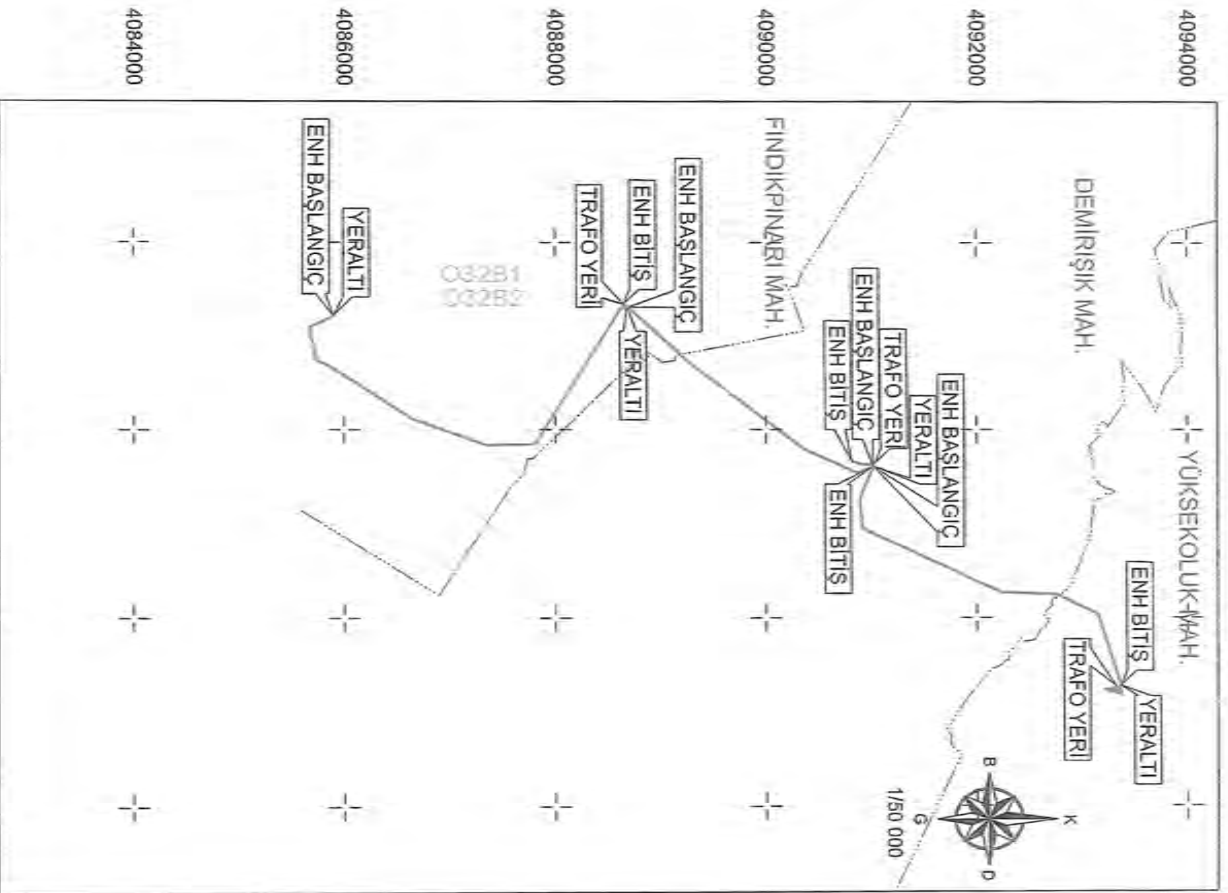 4094000
4092000
4090000
4088000
4086000
4084000
YÜKSEKOLUK MAH.
DEMİRIŞIK MAH.
FINDIKPINARI MAH.
ENH BİTİŞ
YERALTI
TRAFO YERİ
B
K
D
G
1/50 000
ENH BAŞLANGIÇ
YERALTI
TRAFO YERİ
ENH BAŞLANGIÇ
ENH BİTİŞ
ENH BİTİŞ
ENH BAŞLANGIÇ
ENH BİTİŞ
YERALTI
TRAFO YERİ
O32B1
O32B2
YERALTI
ENH BAŞLANGIÇ